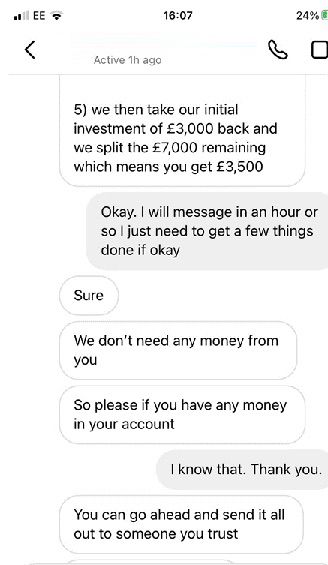 EE 16:07 24%
Active 1h ago
5) we then take our initial
investment of £3,000 back and
we split the £7,000 remaining
which means you get £3,500
Okay. I will message in an hour or
so I just need to get a few things
done if okay
Sure
We don't need any money from
you
So please if you have any money
in your account
I know that. Thank you.
You can go ahead and send it all
out to someone you trust